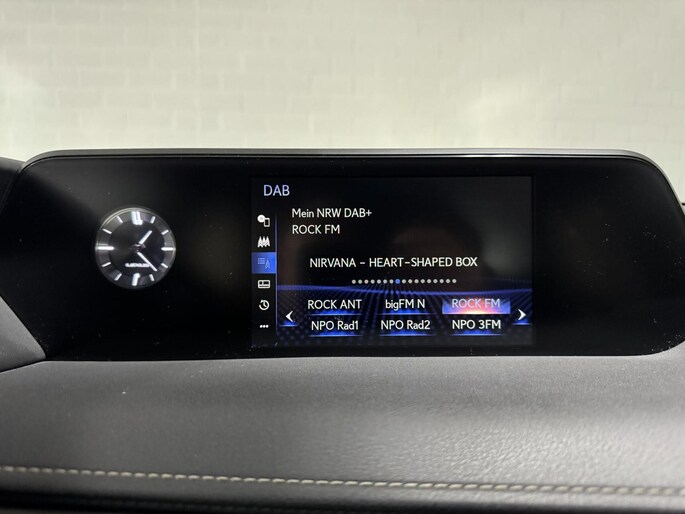 DAB
Mein NRW DAB+
ROCK FM
NIRVANA - HEART-SHAPED BOX
ROCK ANT bigFM N ROCK FM
NPO Rad1 NPO Rad2 NPO 3FM
LEXUS